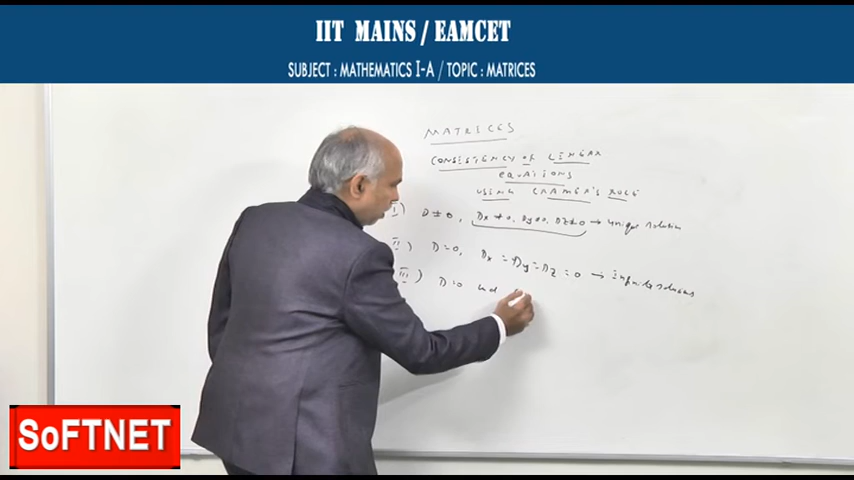 IIT MAINS / EAMCET
SUBJECT : MATHEMATICS I-A / TOPIC : MATRICES
MATRICES
CONSISTENCY OF LINEAR
EQUATIONS
USING CRAMER'S RULE
I) D ≠ 0, Dx ≠ 0, Dy ≠ 0, Dz ≠ 0 → unique solution
II) D=0, Dx = Dy = Dz = 0 → Infinite solutions
III) D=0 and
SoFTNET